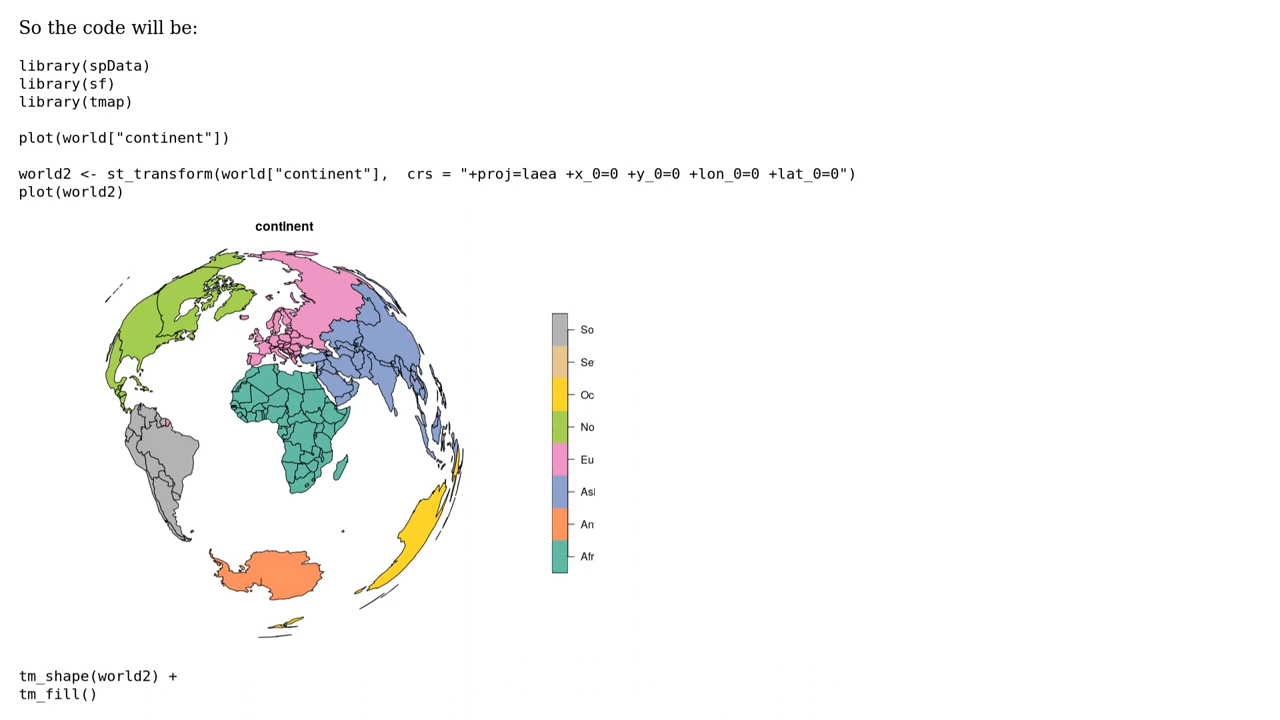 So the code will be:
library(spData)
library(sf)
library(tmap)
plot(world["continent"])
world2 <- st_transform(world["continent"],  crs = "+proj=laea +x_0=0 +y_0=0 +lon_0=0 +lat_0=0")
plot(world2)
continent
So
Se
Oc
No
Eu
Asi
An
Afr
tm_shape(world2) +
tm_fill()